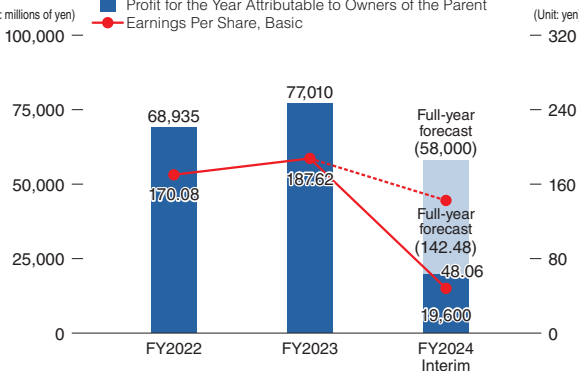 : millions of yen)
Profit for the Year Attributable to Owners of the Parent
Earnings Per Share, Basic
(Unit: yen
100,000
75,000
50,000
25,000
0
320
240
160
80
0
68,935
77,010
Full-year
forecast
(58,000)
170.08
187.62
Full-year
forecast
(142.48)
48.06
19,600
FY2022
FY2023
FY2024
Interim